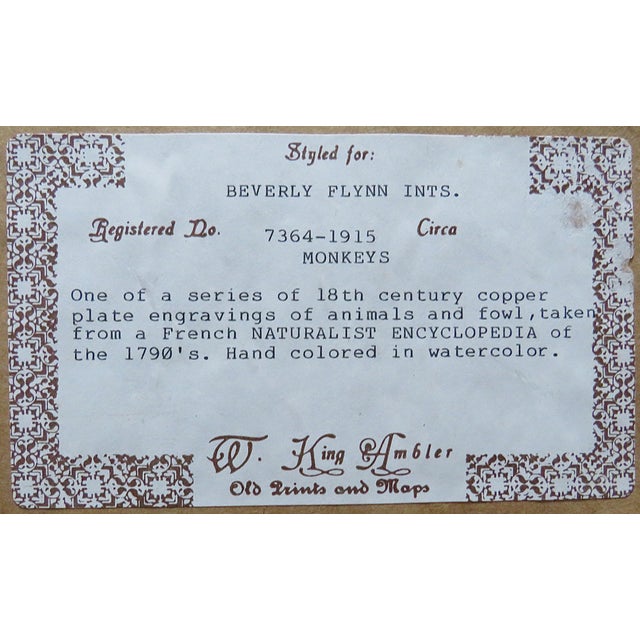 Styled for:
BEVERLY FLYNN INTS.
Registered No. 7364-1915 Circa
MONKEYS
One of a series of 18th century copper
plate engravings of animals and fowl,taken
from a French NATURALIST ENCYCLOPEDIA of
the 1790's. Hand colored in watercolor.
W. King Ambler
Old Prints and Maps